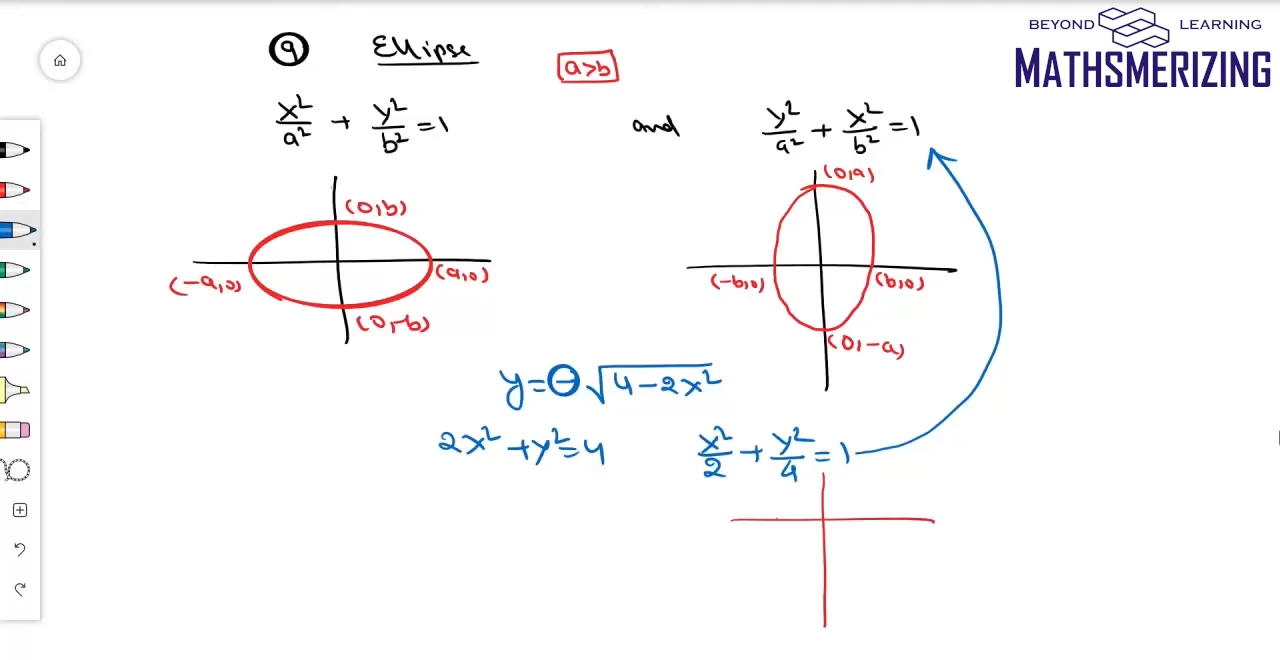 BEYOND LEARNING
MATHSMERIZING
9 Ellipse
a>b
x²/a² + y²/b² = 1 and y²/a² + x²/b² = 1
(0,b)
(-a,0) (a,0)
(0,-b)
(0,a)
(-b,0) (b,0)
(0,-a)
y = -√(4-2x²)
2x² + y² = 4 x²/2 + y²/4 = 1